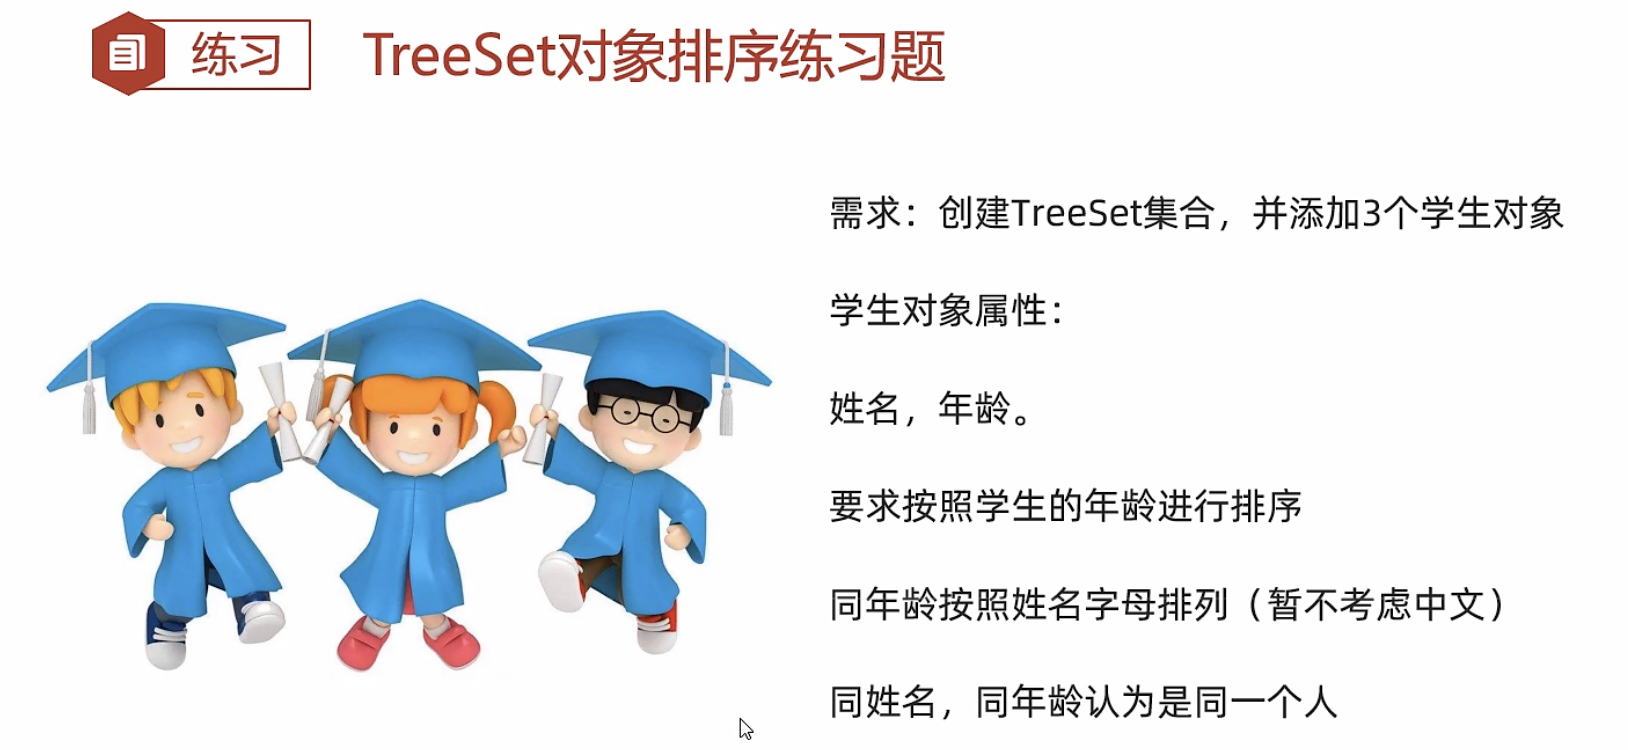 练习
TreeSet对象排序练习题
需求：创建TreeSet集合，并添加3个学生对象
学生对象属性：
姓名，年龄。
要求按照学生的年龄进行排序
同年龄按照姓名字母排列（暂不考虑中文）
同姓名，同年龄认为是同一个人